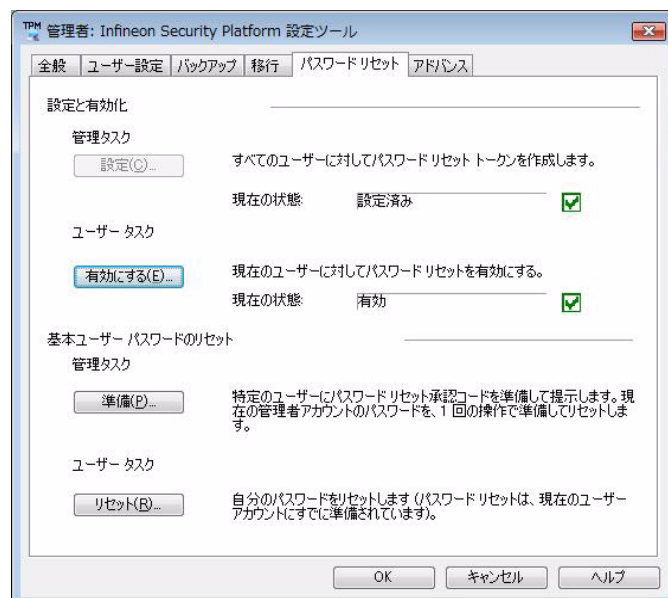 TPM 管理者: Infineon Security Platform 設定ツール
全般 ユーザー設定 バックアップ 移行 パスワード リセット アドバンス
設定と有効化
管理タスク
設定(C)... すべてのユーザーに対してパスワード リセット トークンを作成します。
現在の状態: 設定済み
ユーザー タスク
有効にする(E)... 現在のユーザーに対してパスワード リセットを有効にする。
現在の状態: 有効
基本ユーザー パスワードのリセット
管理タスク
準備(P)... 特定のユーザーにパスワード リセット承認コードを準備して提示します。現
在の管理者アカウントのパスワードを、1 回の操作で準備してリセットしま
す。
ユーザー タスク
リセット(R)... 自分のパスワードをリセットします (パスワード リセットは、現在のユーザー
アカウントにすでに準備されています)。
OK キャンセル ヘルプ